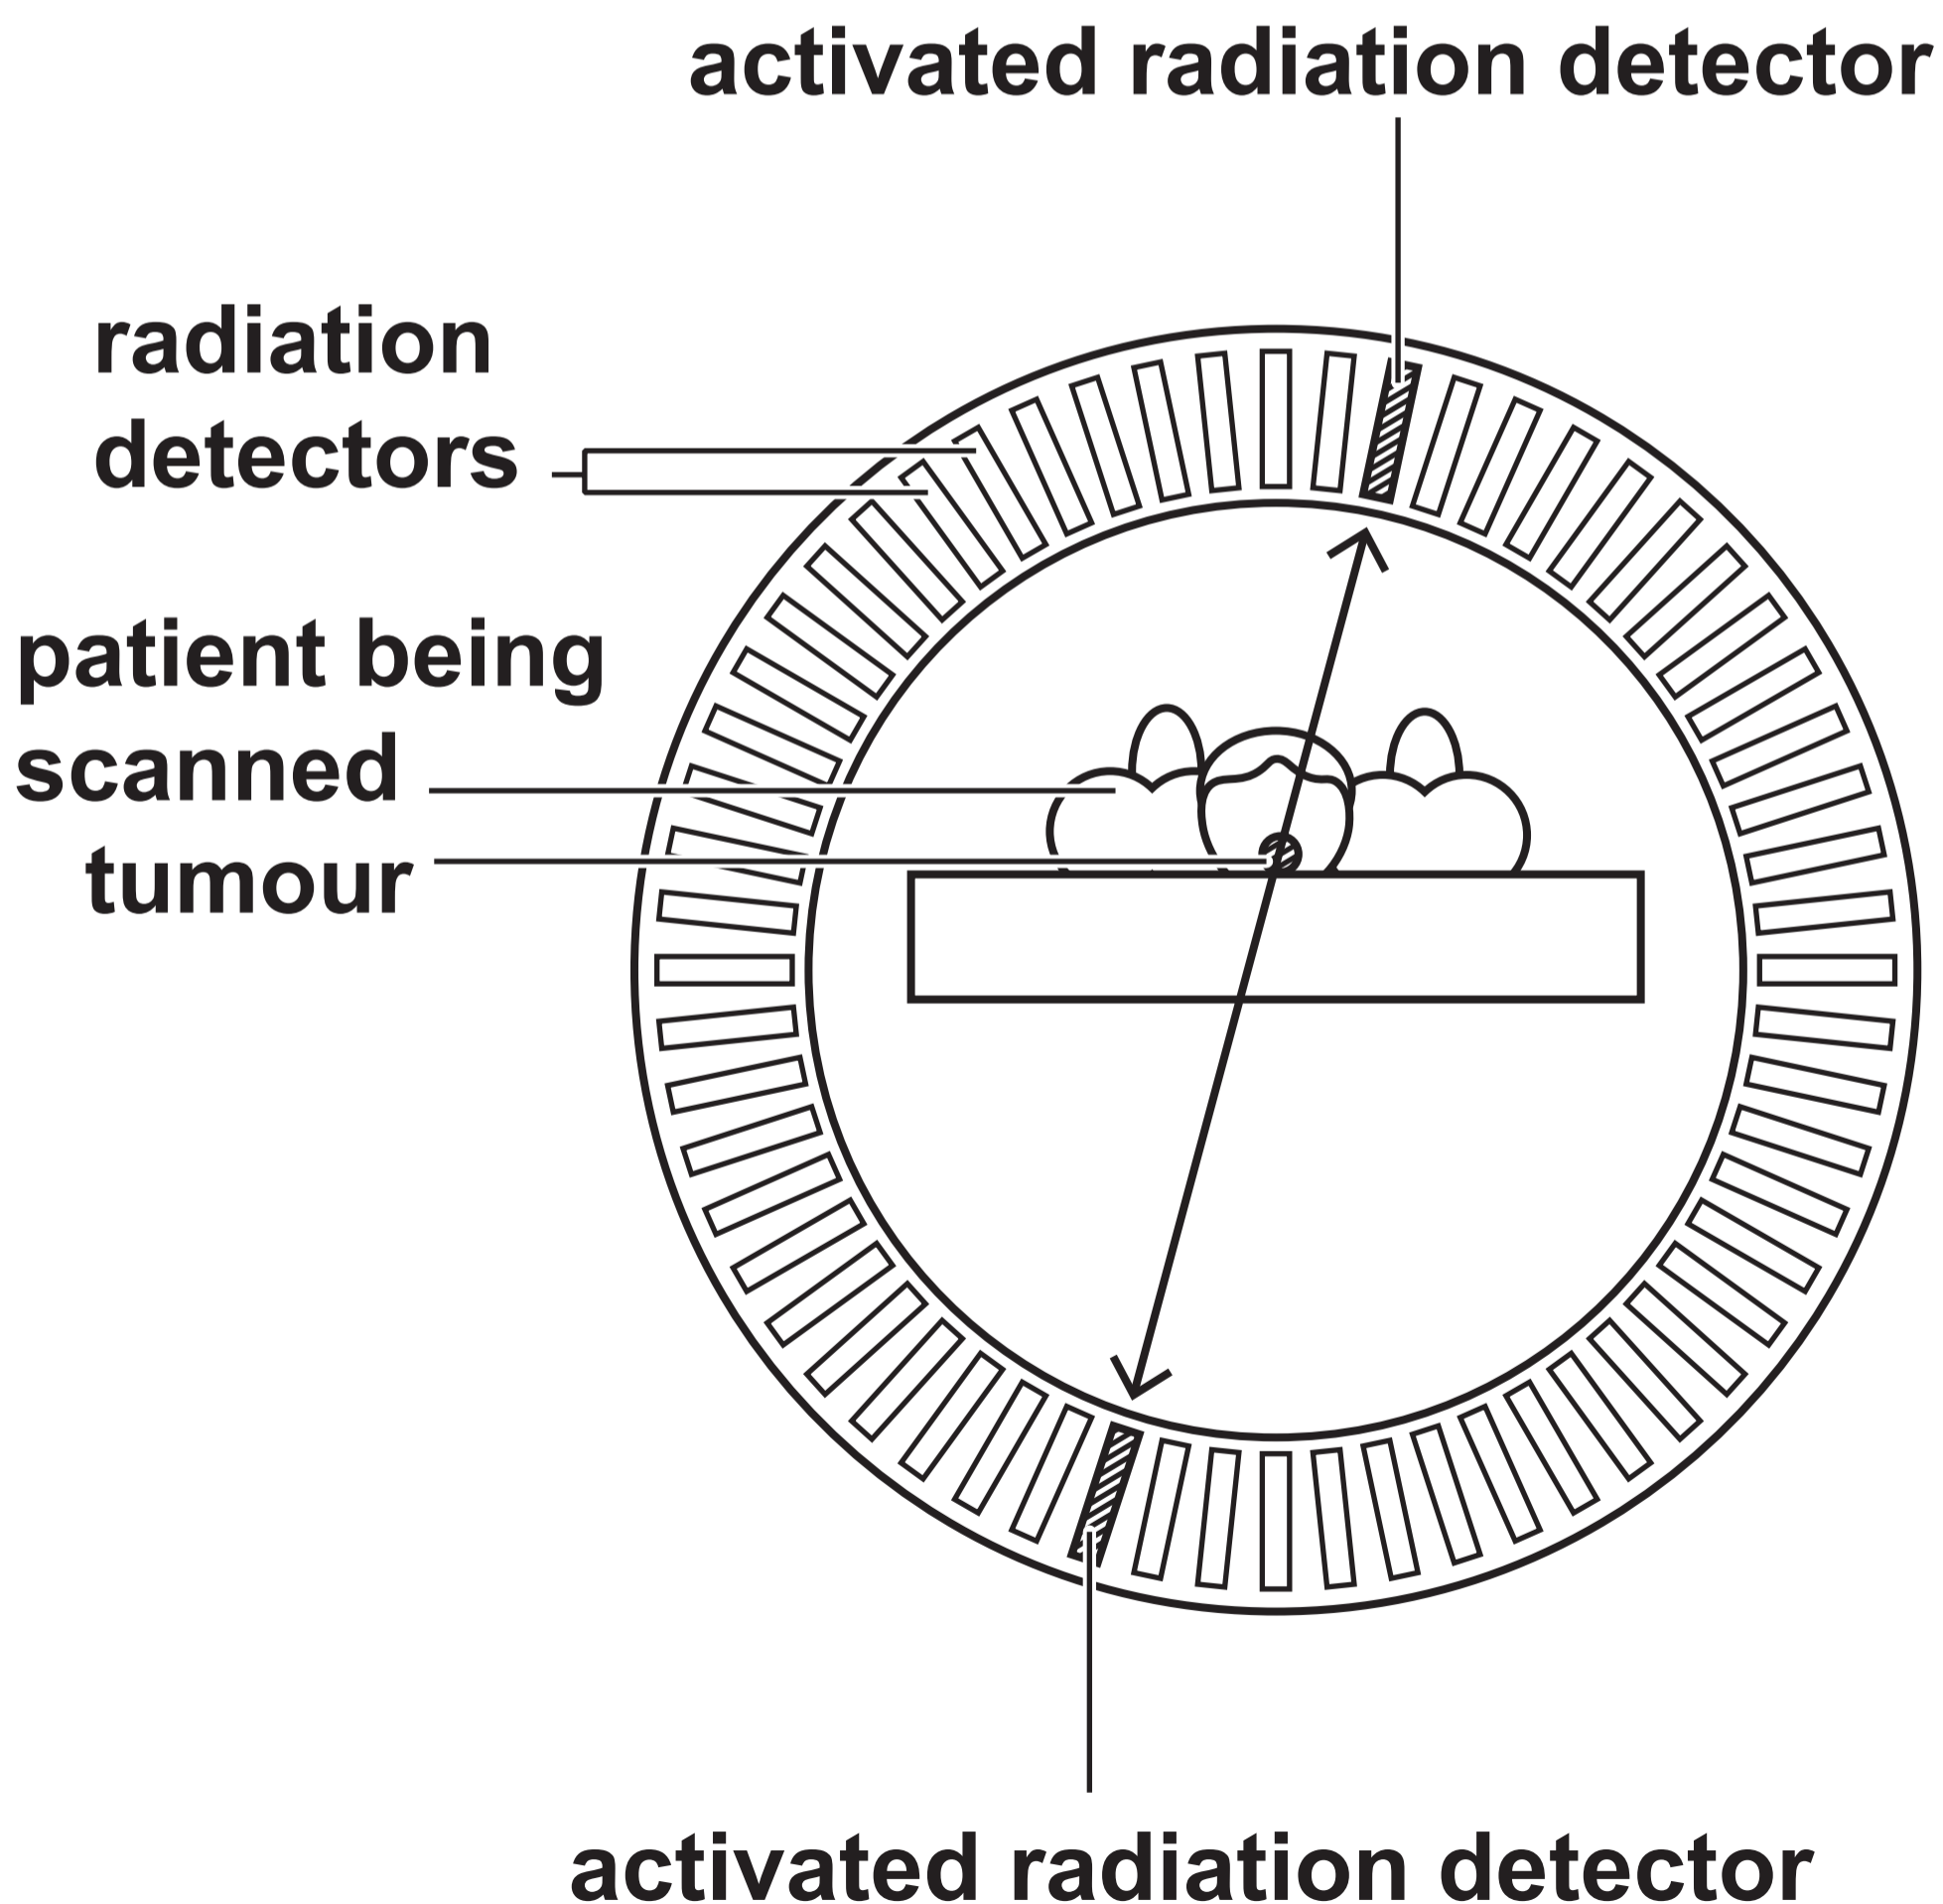 activated radiation detector
radiation
detectors
patient being
scanned
tumour
activated radiation detector